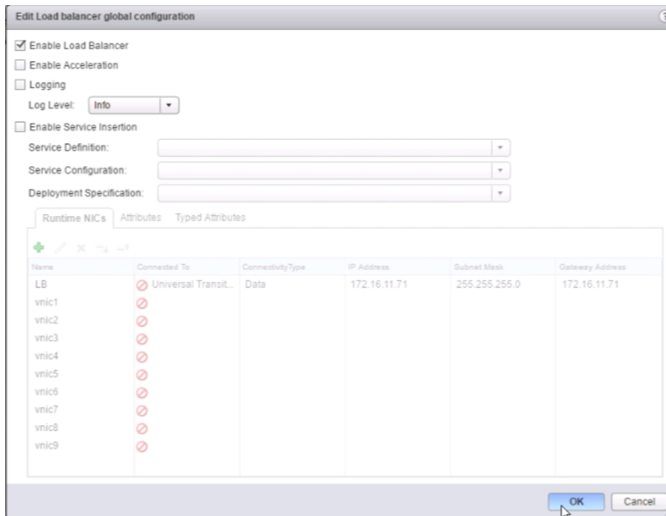 Edit Load balancer global configuration
Enable Load Balancer
Enable Acceleration
Logging
Log Level: Info
Enable Service Insertion
Service Definition:
Service Configuration:
Deployment Specification:
Runtime NICs Attributes Typed Attributes
Name Connected To ConnectivityType IP Address Subnet Mask Gateway Address
LB Universal Transit... Data 172.16.11.71 255.255.255.0 172.16.11.71
vnic1
vnic2
vnic3
vnic4
vnic5
vnic6
vnic7
vnic8
vnic9
OK Cancel